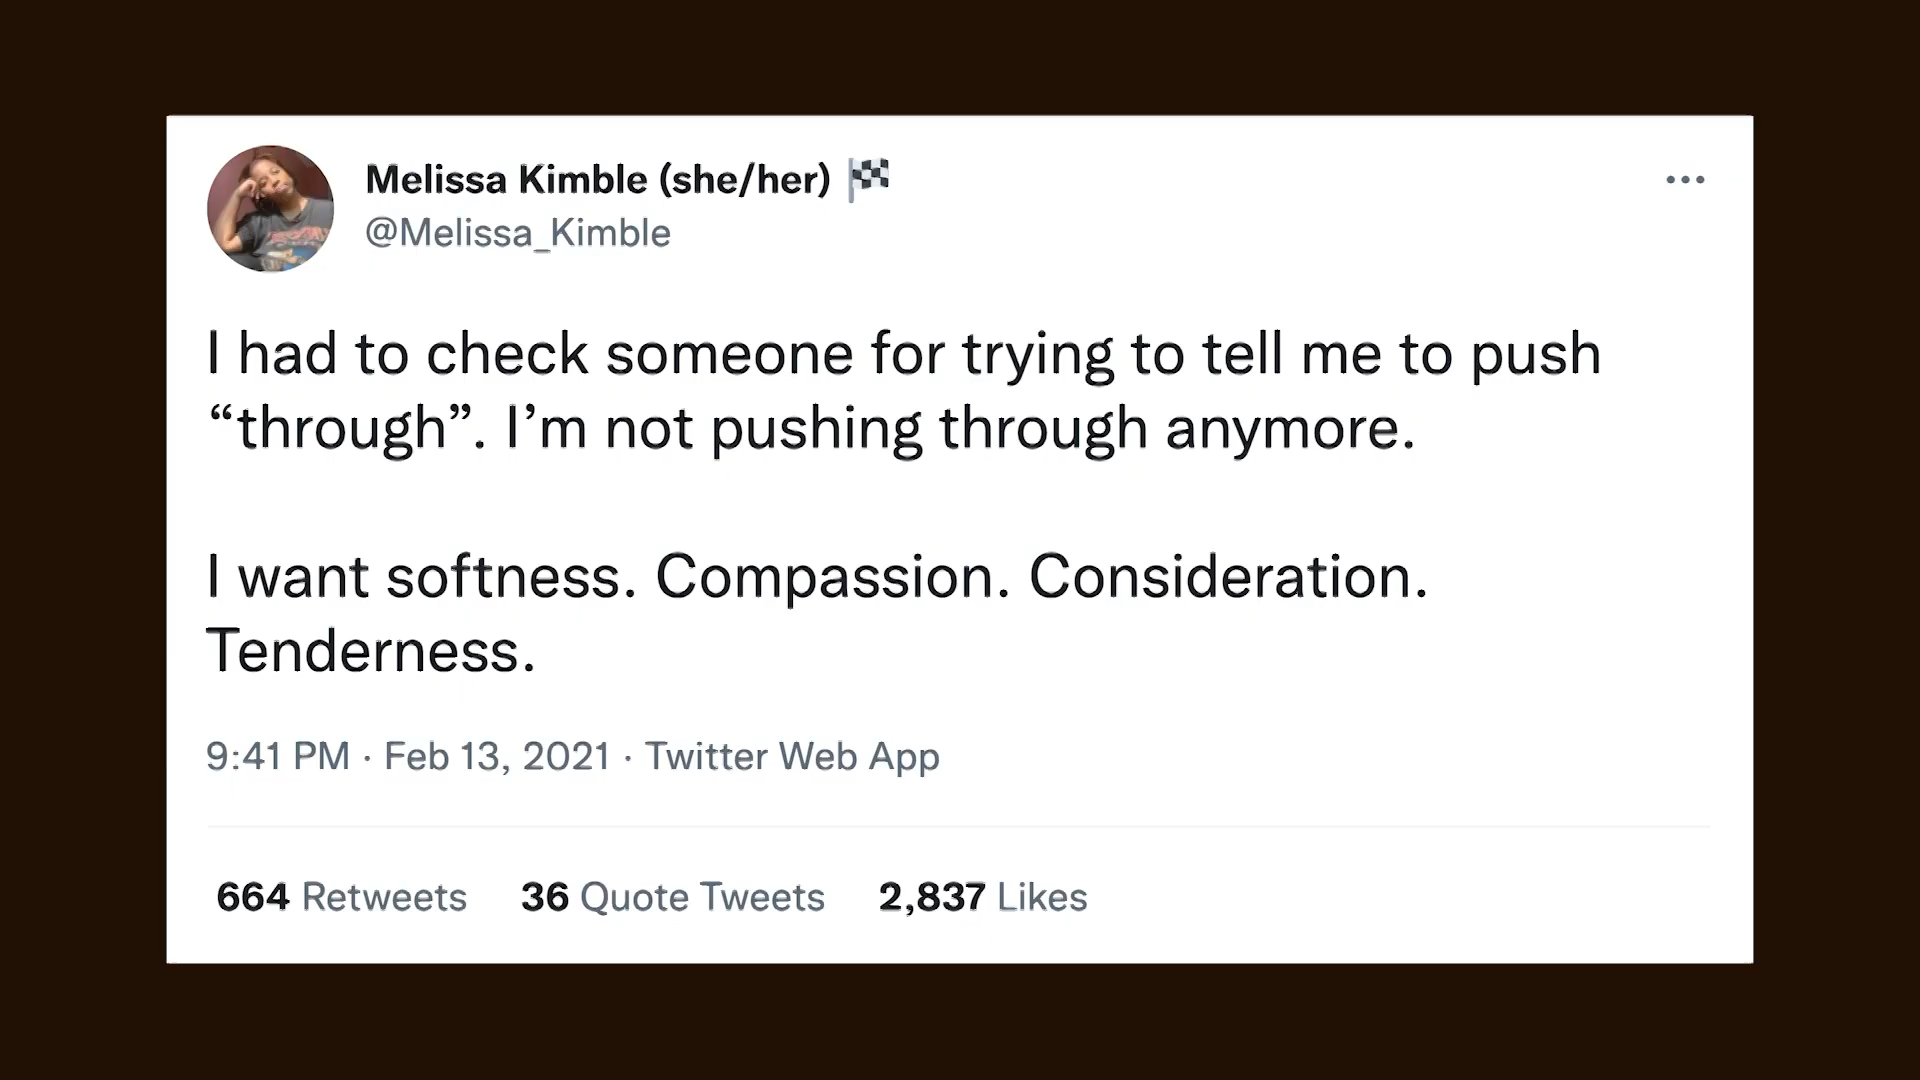 Melissa Kimble (she/her) 🏁
@Melissa_Kimble
I had to check someone for trying to tell me to push
“through”. I’m not pushing through anymore.
I want softness. Compassion. Consideration.
Tenderness.
9:41 PM · Feb 13, 2021 · Twitter Web App
664 Retweets 36 Quote Tweets 2,837 Likes